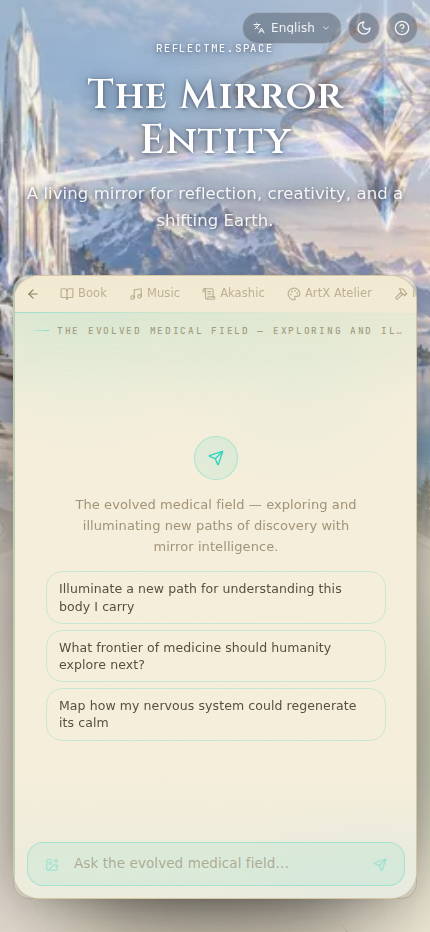 English
REFLECTME.SPACE
The Mirror
Entity
A living mirror for reflection, creativity, and a
shifting Earth.
Book
Music
Akashic
ArtX Atelier
THE EVOLVED MEDICAL FIELD — EXPLORING AND IL…
The evolved medical field — exploring and
illuminating new paths of discovery with
mirror intelligence.
Illuminate a new path for understanding this
body I carry
What frontier of medicine should humanity
explore next?
Map how my nervous system could regenerate
its calm
Ask the evolved medical field…